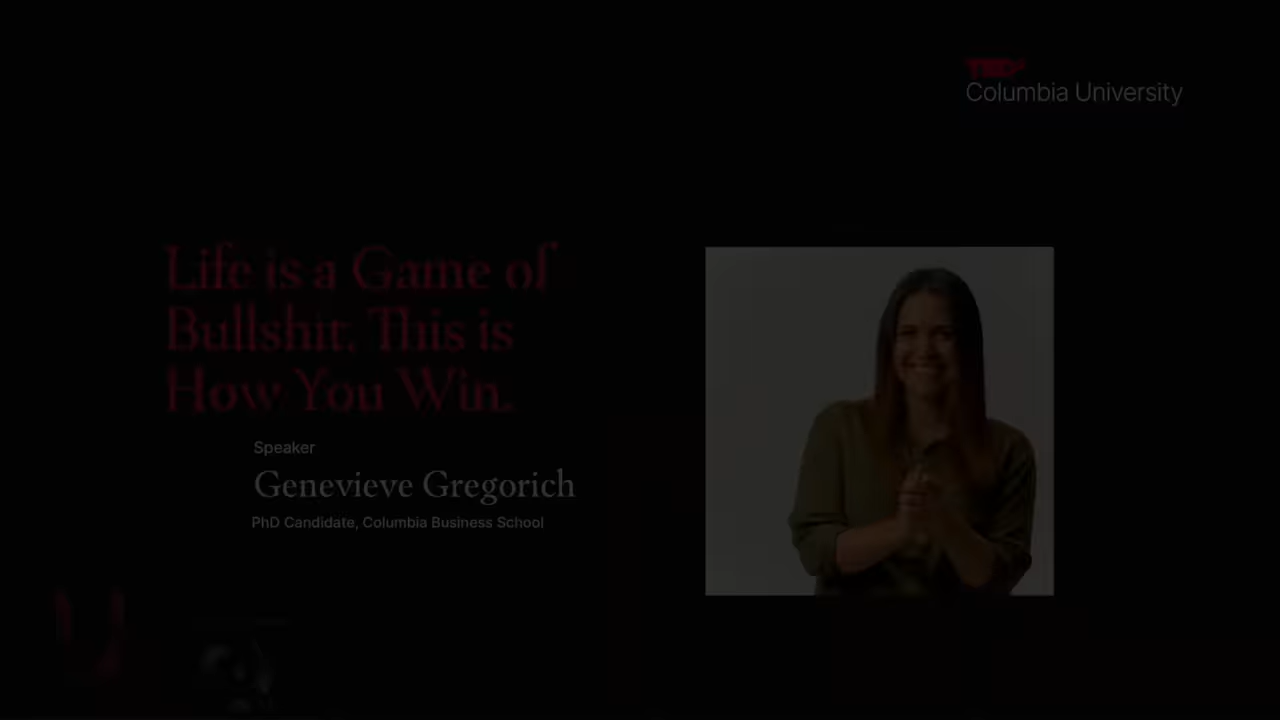 TEDx
Columbia University
Life is a Game of
Bullshit. This is
How You Win.
Speaker
Genevieve Gregorich
PhD Candidate, Columbia Business School